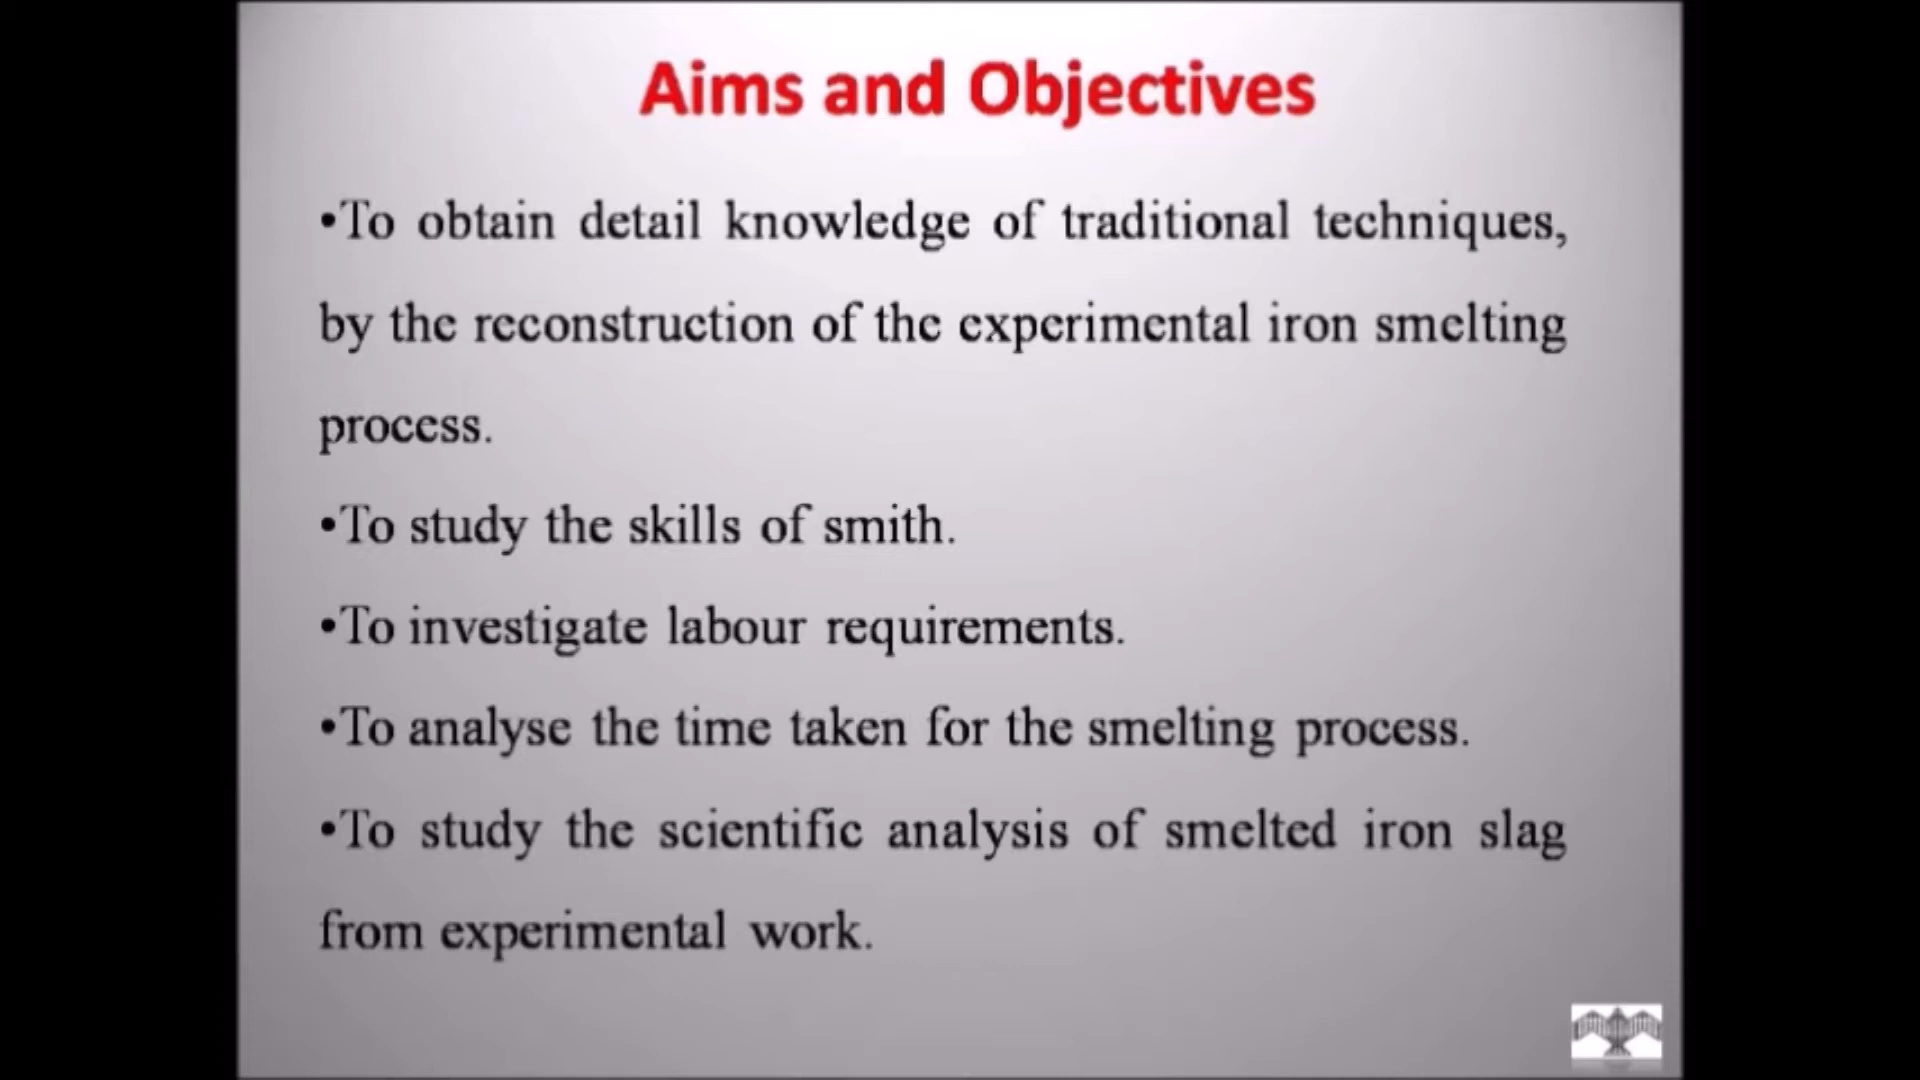 Aims and Objectives
•To obtain detail knowledge of traditional techniques,
by the reconstruction of the experimental iron smelting
process.
•To study the skills of smith.
•To investigate labour requirements.
•To analyse the time taken for the smelting process.
•To study the scientific analysis of smelted iron slag
from experimental work.